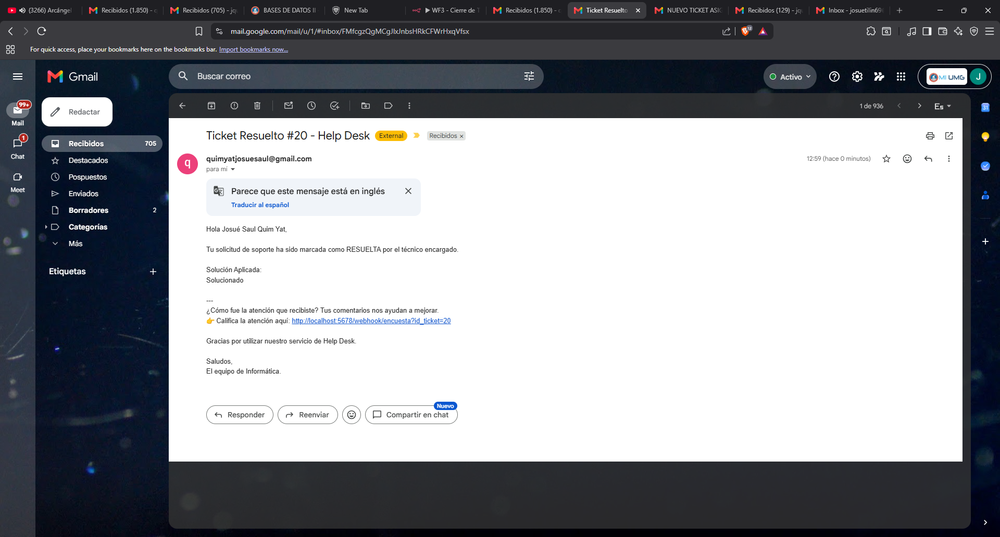 (3266) Arcángel
Recibidos (1.850) - q
Recibidos (705) - jqu
BASES DE DATOS II
New Tab
▶ WF3 - Cierre de T
Recibidos (1.850) - q
Ticket Resuelto
NUEVO TICKET ASIG
Recibidos (129) - jqu
Inbox - josuetilin696
mail.google.com/mail/u/1/#inbox/FMfcgzQgMCgJlxJnbsHRkCFWrHxqVfsx
12
For quick access, place your bookmarks here on the bookmarks bar. Import bookmarks now...
Gmail
Buscar correo
Activo
MI UMG
J
99+
Mail
1
Chat
Meet
Redactar
Recibidos 705
Destacados
Pospuestos
Enviados
Borradores 2
Categorías
Más
Etiquetas
1 de 936
Es
31
Ticket Resuelto #20 - Help Desk External Recibidos x
q
quimyatjosuesaul@gmail.com
12:59 (hace 0 minutos)
para mí
Parece que este mensaje está en inglés
Traducir al español
Hola Josué Saul Quim Yat,
Tu solicitud de soporte ha sido marcada como RESUELTA por el técnico encargado.
Solución Aplicada:
Solucionado
---
¿Cómo fue la atención que recibiste? Tus comentarios nos ayudan a mejorar.
👉 Califica la atención aquí: http://localhost:5678/webhook/encuesta?id_ticket=20
Gracias por utilizar nuestro servicio de Help Desk.
Saludos,
El equipo de Informática.
Responder
Reenviar
Compartir en chat
Nuevo